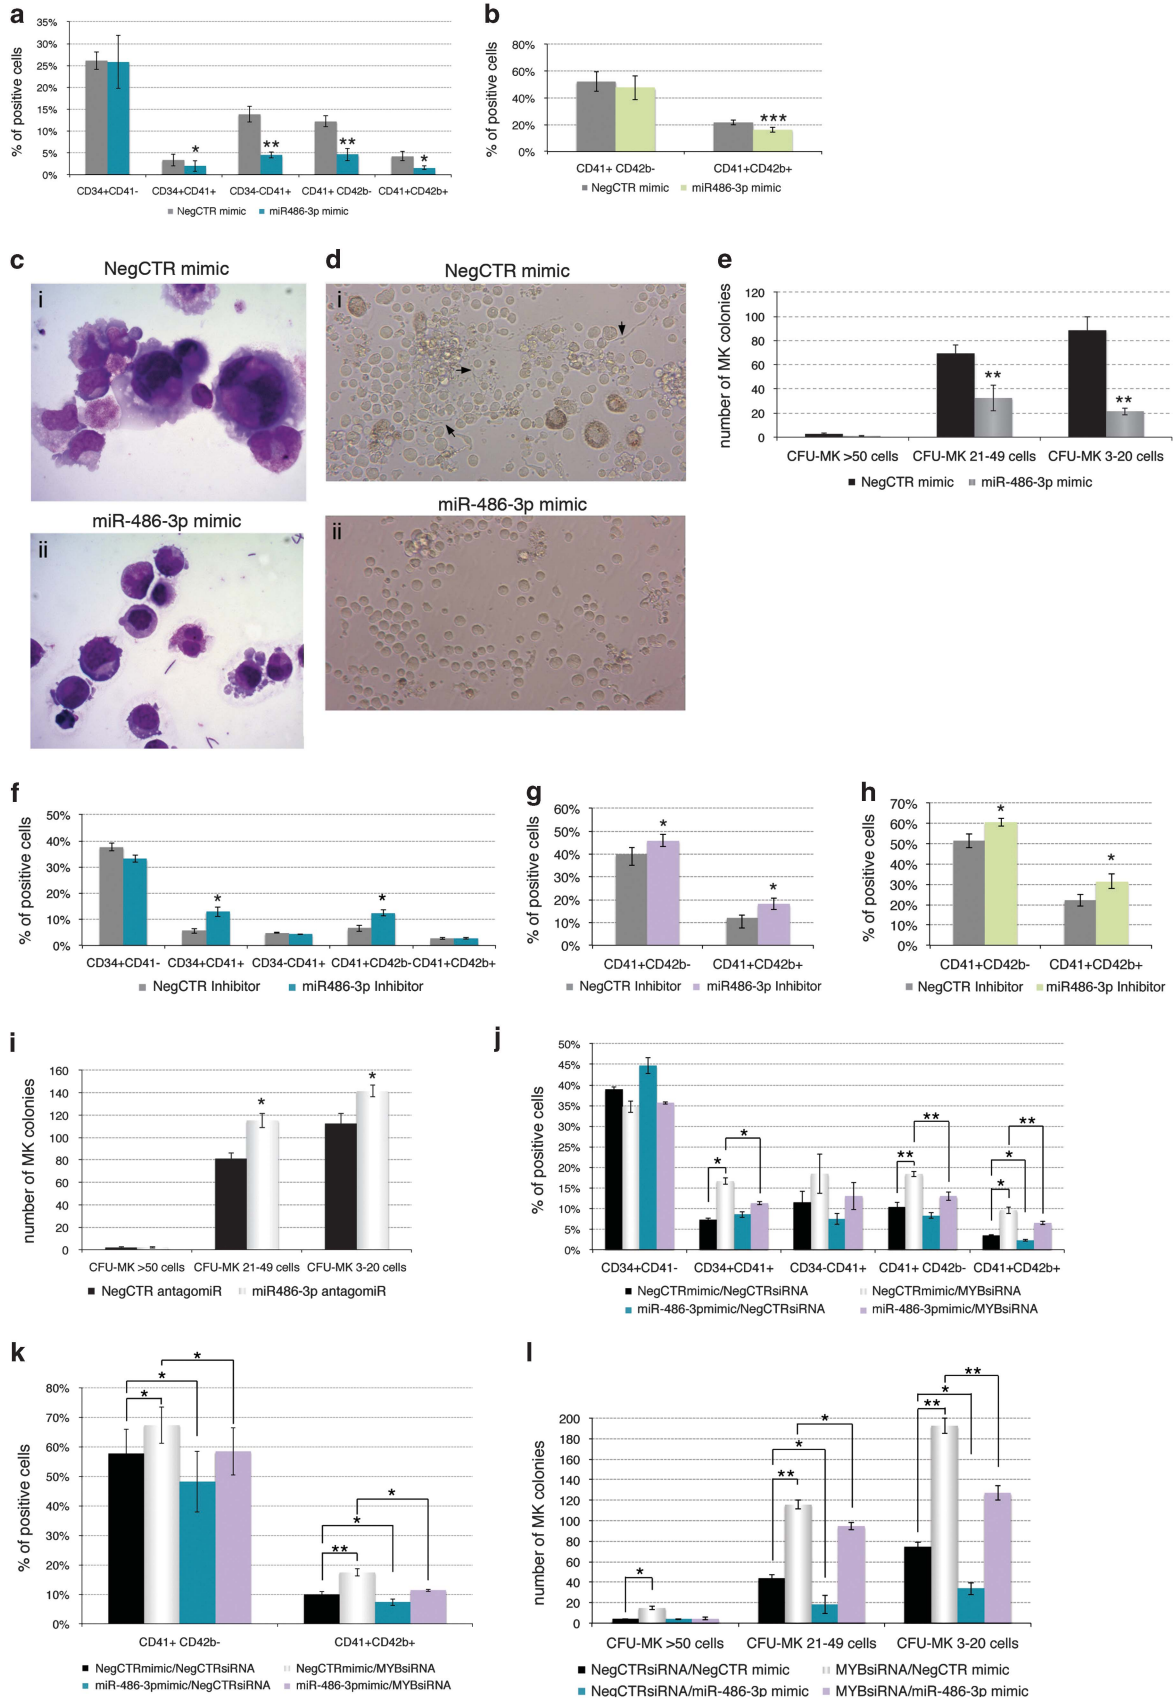 a
% of positive cells
35%
30%
25%
20%
15%
10%
5%
0%
*
**
**
*
CD34+CD41- CD34+CD41+ CD34-CD41+ CD41+ CD42b- CD41+CD42b+
NegCTR mimic miR486-3p mimic
b
% of positive cells
80%
60%
40%
20%
0%
***
CD41+ CD42b- CD41+CD42b+
NegCTR mimic miR486-3p mimic
c
NegCTR mimic
i
miR-486-3p mimic
ii
d
NegCTR mimic
i
miR-486-3p mimic
ii
e
number of MK colonies
120
100
80
60
40
20
0
**
**
CFU-MK >50 cells CFU-MK 21-49 cells CFU-MK 3-20 cells
NegCTR mimic miR-486-3p mimic
f
% of positive cells
50%
40%
30%
20%
10%
0%
*
*
CD34+CD41- CD34+CD41+ CD34-CD41+ CD41+CD42b- CD41+CD42b+
NegCTR Inhibitor miR486-3p Inhibitor
g
% of positive cells
60%
50%
40%
30%
20%
10%
0%
*
*
CD41+CD42b- CD41+CD42b+
NegCTR Inhibitor miR486-3p Inhibitor
h
% of positive cells
70%
60%
50%
40%
30%
20%
10%
0%
*
*
CD41+CD42b- CD41+CD42b+
NegCTR Inhibitor miR486-3p Inhibitor
i
number of MK colonies
160
140
120
100
80
60
40
20
0
*
*
CFU-MK >50 cells CFU-MK 21-49 cells CFU-MK 3-20 cells
NegCTR antagomiR miR486-3p antagomiR
j
% of positive cells
50%
45%
40%
35%
30%
25%
20%
15%
10%
5%
0%
*
*
**
**
**
*
*
CD34+CD41- CD34+CD41+ CD34-CD41+ CD41+ CD42b- CD41+CD42b+
NegCTRmimic/NegCTRsiRNA NegCTRmimic/MYBsiRNA
miR-486-3pmimic/NegCTRsiRNA miR-486-3pmimic/MYBsiRNA
k
% of positive cells
80%
70%
60%
50%
40%
30%
20%
10%
0%
*
*
*
*
*
**
CD41+ CD42b- CD41+CD42b+
NegCTRmimic/NegCTRsiRNA NegCTRmimic/MYBsiRNA
miR-486-3pmimic/NegCTRsiRNA miR-486-3pmimic/MYBsiRNA
l
number of MK colonies
200
180
160
140
120
100
80
60
40
20
0
*
*
*
**
**
*
**
CFU-MK >50 cells CFU-MK 21-49 cells CFU-MK 3-20 cells
NegCTRsiRNA/NegCTR mimic MYBsiRNA/NegCTR mimic
NegCTRsiRNA/miR-486-3p mimic MYBsiRNA/miR-486-3p mimic